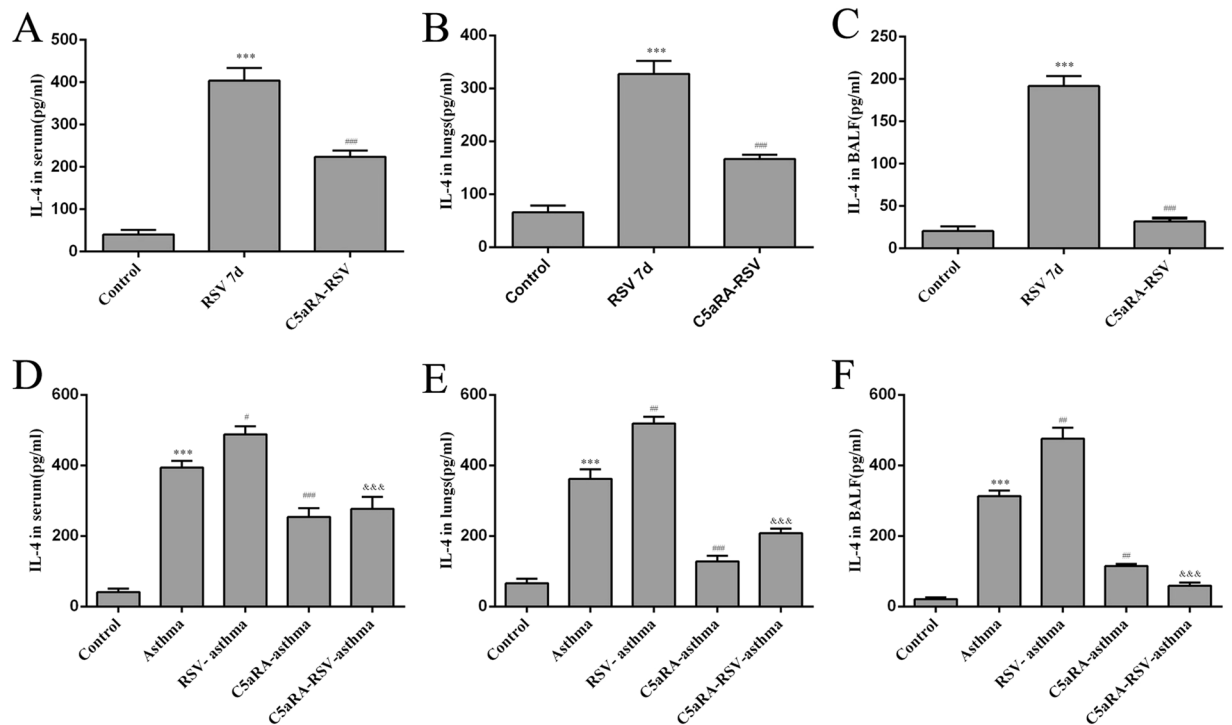 A
IL-4 in serum(pg/ml)
500
400
300
200
100
0
***
###
Control
RSV 7d
C5aRA-RSV
B
IL-4 in lungs(pg/ml)
400
300
200
100
0
***
###
Control
RSV 7d
C5aRA-RSV
C
IL-4 in BALF(pg/ml)
250
200
150
100
50
0
***
###
Control
RSV 7d
C5aRA-RSV
D
IL-4 in serum(pg/ml)
600
400
200
0
***
#
###
&&&
Control
Asthma
RSV- asthma
C5aRA-asthma
C5aRA-RSV-asthma
E
IL-4 in lungs(pg/ml)
600
400
200
0
***
##
###
&&&
Control
Asthma
RSV- asthma
C5aRA-asthma
C5aRA-RSV-asthma
F
IL-4 in BALF(pg/ml)
600
400
200
0
***
##
##
&&&
Control
Asthma
RSV- asthma
C5aRA-asthma
C5aRA-RSV-asthma